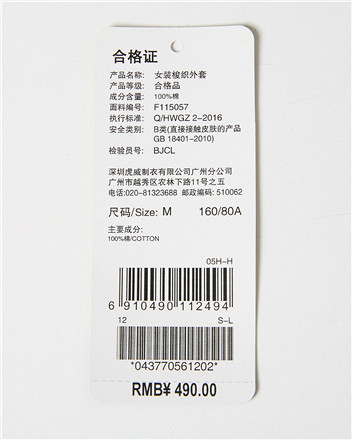 合格证
产品名称: 女装梭织外套
产品等级: 合格品
成分含量: 100%棉
面料编号: F115057
执行标准: Q/HWGZ 2-2016
安全类别: B类(直接接触皮肤的产品
GB 18401-2010)
检验员号: BJCL
深圳虎威制衣有限公司广州分公司
广州市越秀区农林下路11号之五
电话:020-81323688 邮政编码: 510062
尺码/Size: M 160/80A
主要成分:
100%棉/COTTON
05H-H
6 910490 112494
12 S-L
*043770561202*
RMB¥ 490.00